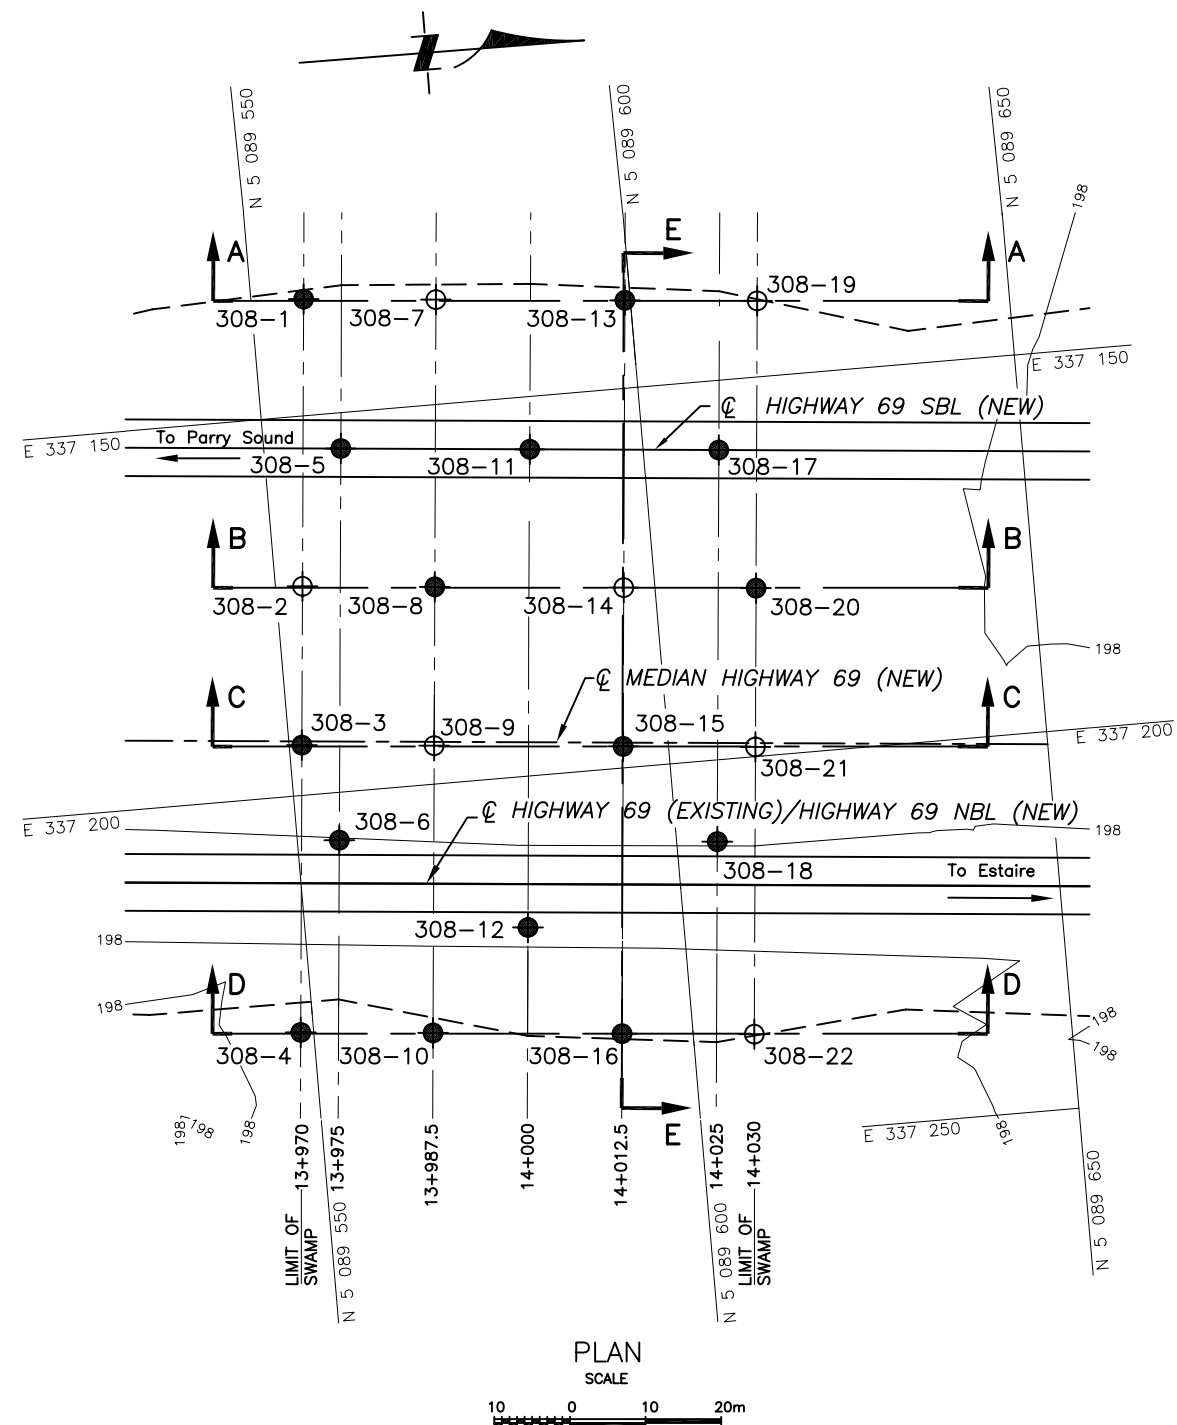 N 5 089 550
N 5 089 600
N 5 089 650
198
A
E
A
308-19
308-1
308-7
308-13
E 337 150
℄ HIGHWAY 69 SBL (NEW)
E 337 150
To Parry Sound
308-5
308-11
308-17
B
B
308-2
308-8
308-14
308-20
198
℄ MEDIAN HIGHWAY 69 (NEW)
C
C
308-3
308-9
308-15
E 337 200
308-21
℄ HIGHWAY 69 (EXISTING)/HIGHWAY 69 NBL (NEW)
E 337 200
308-6
198
308-18
To Estaire
308-12
198
D
D
198
198
198
308-4
308-10
308-16
308-22
198
198
198
198
E 337 250
E
13+970
13+975
13+987.5
14+000
14+012.5
14+025
14+030
LIMIT OF
SWAMP
N 5 089 550
N 5 089 600
LIMIT OF
SWAMP
N 5 089 650
PLAN
SCALE
10 0 10 20m